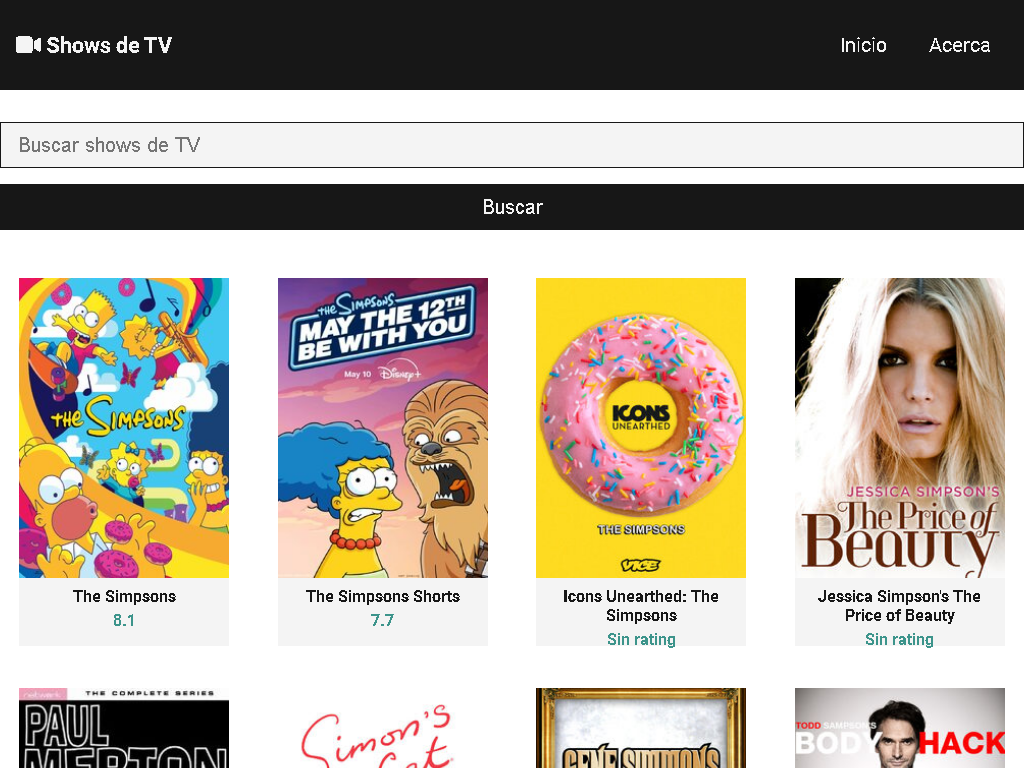 Shows de TV
Inicio
Acerca
Buscar shows de TV
Buscar
THE SIMPSONS
THE SIMPSONS
MAY THE 12TH
BE WITH YOU
May 10 Disney+
ICONS
UNEARTHED
THE SIMPSONS
VICE
JESSICA SIMPSON'S
The Price of
Beauty
The Simpsons
8.1
The Simpsons Shorts
7.7
Icons Unearthed: The
Simpsons
Sin rating
Jessica Simpson's The
Price of Beauty
Sin rating
network
THE COMPLETE SERIES
PAUL
MERTON
Simon's
Cat
GENE SIMMONS
TODD SAMPSON'S
BODY HACK